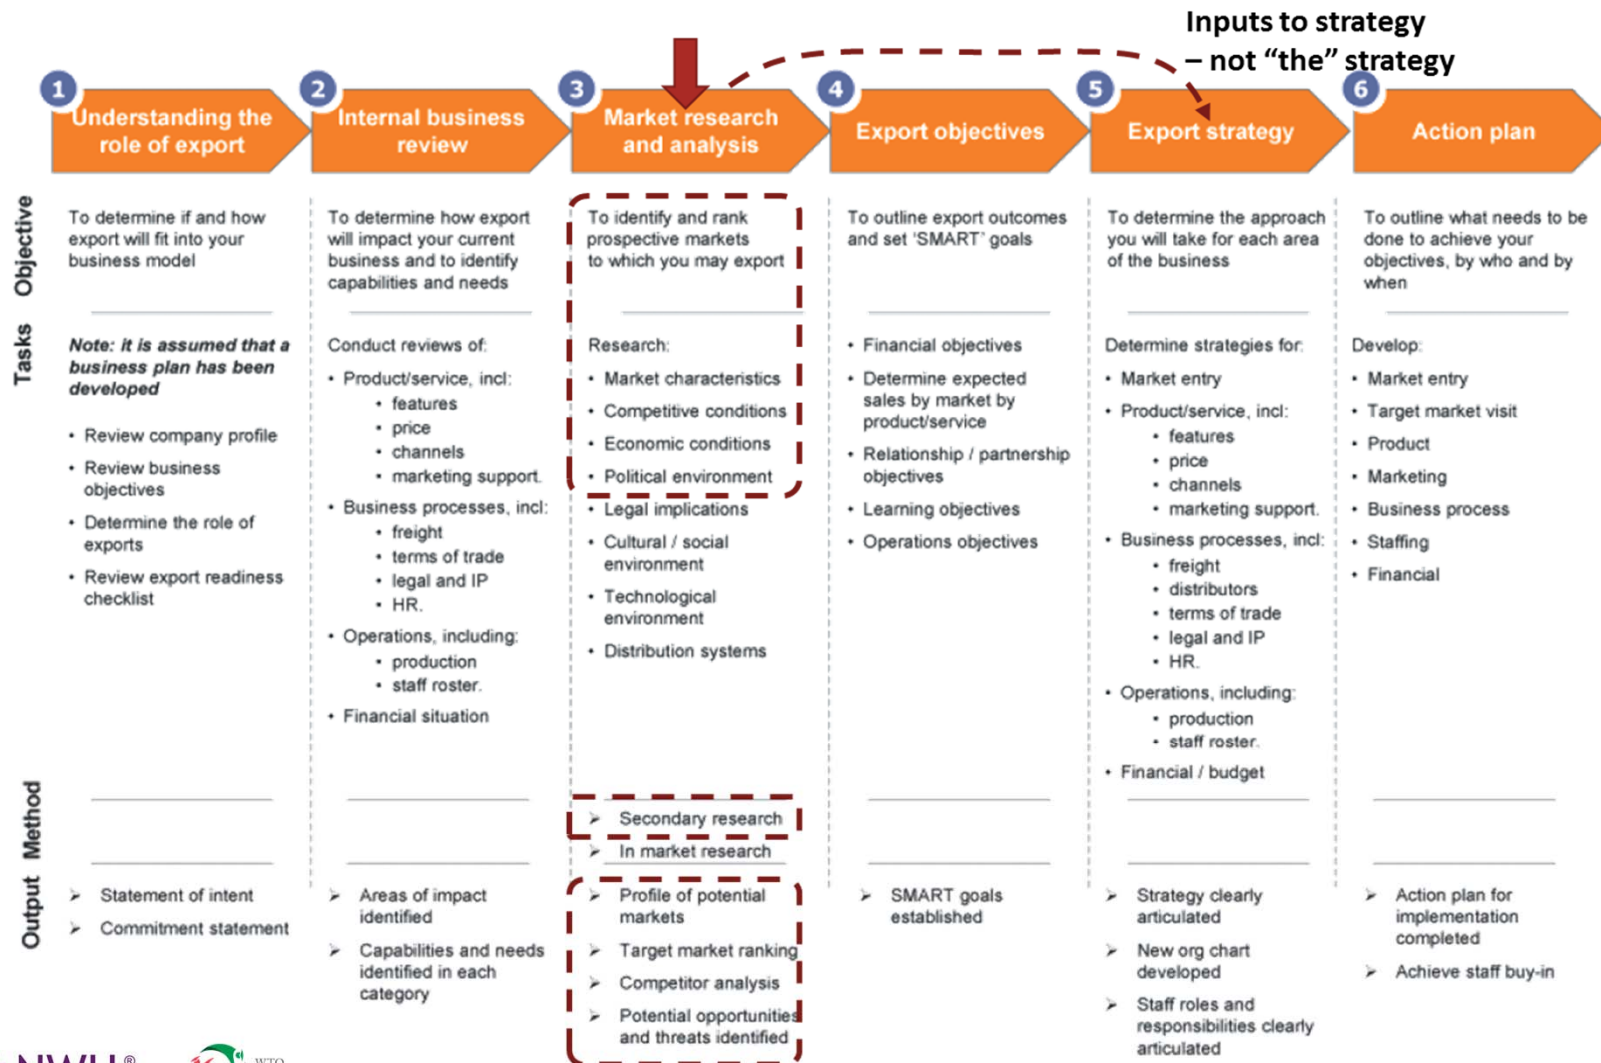 Inputs to strategy
– not “the” strategy
1
Understanding the
role of export
2
Internal business
review
3
Market research
and analysis
4
Export objectives
5
Export strategy
6
Action plan
Objective
To determine if and how
export will fit into your
business model
To determine how export
will impact your current
business and to identify
capabilities and needs
To identify and rank
prospective markets
to which you may export
To outline export outcomes
and set ‘SMART’ goals
To determine the approach
you will take for each area
of the business
To outline what needs to be
done to achieve your
objectives, by who and by
when
Tasks
Note: it is assumed that a
business plan has been
developed
• Review company profile
• Review business
objectives
• Determine the role of
exports
• Review export readiness
checklist
Conduct reviews of:
• Product/service, incl:
• features
• price
• channels
• marketing support.
• Business processes, incl:
• freight
• terms of trade
• legal and IP
• HR.
• Operations, including:
• production
• staff roster.
• Financial situation
Research:
• Market characteristics
• Competitive conditions
• Economic conditions
• Political environment
• Legal implications
• Cultural / social
environment
• Technological
environment
• Distribution systems
• Financial objectives
• Determine expected
sales by market by
product/service
• Relationship / partnership
objectives
• Learning objectives
• Operations objectives
Determine strategies for:
• Market entry
• Product/service, incl:
• features
• price
• channels
• marketing support.
• Business processes, incl:
• freight
• distributors
• terms of trade
• legal and IP
• HR.
• Operations, including:
• production
• staff roster.
• Financial / budget
Develop:
• Market entry
• Target market visit
• Product
• Marketing
• Business process
• Staffing
• Financial
Method
➢ Secondary research
➢ In market research
Output
➢ Statement of intent
➢ Commitment statement
➢ Areas of impact
identified
➢ Capabilities and needs
identified in each
category
➢ Profile of potential
markets
➢ Target market ranking
➢ Competitor analysis
➢ Potential opportunities
and threats identified
➢ SMART goals
established
➢ Strategy clearly
articulated
➢ New org chart
developed
➢ Staff roles and
responsibilities clearly
articulated
➢ Action plan for
implementation
completed
➢ Achieve staff buy-in
NWU®
WTO